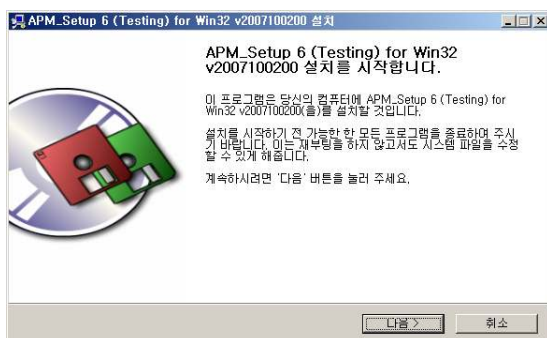 APM_Setup 6 (Testing) for Win32 v2007100200 설치
APM_Setup 6 (Testing) for Win32
v2007100200 설치를 시작합니다.
이 프로그램은 당신의 컴퓨터에 APM_Setup 6 (Testing) for
Win32 v2007100200(을)를 설치할 것입니다.
설치를 시작하기 전 가능한 한 모든 프로그램을 종료하여 주시
기 바랍니다. 이는 재부팅을 하지 않고서도 시스템 파일을 수정
할 수 있게 해줍니다.
계속하시려면 '다음' 버튼을 눌러 주세요.
다음 >
취소